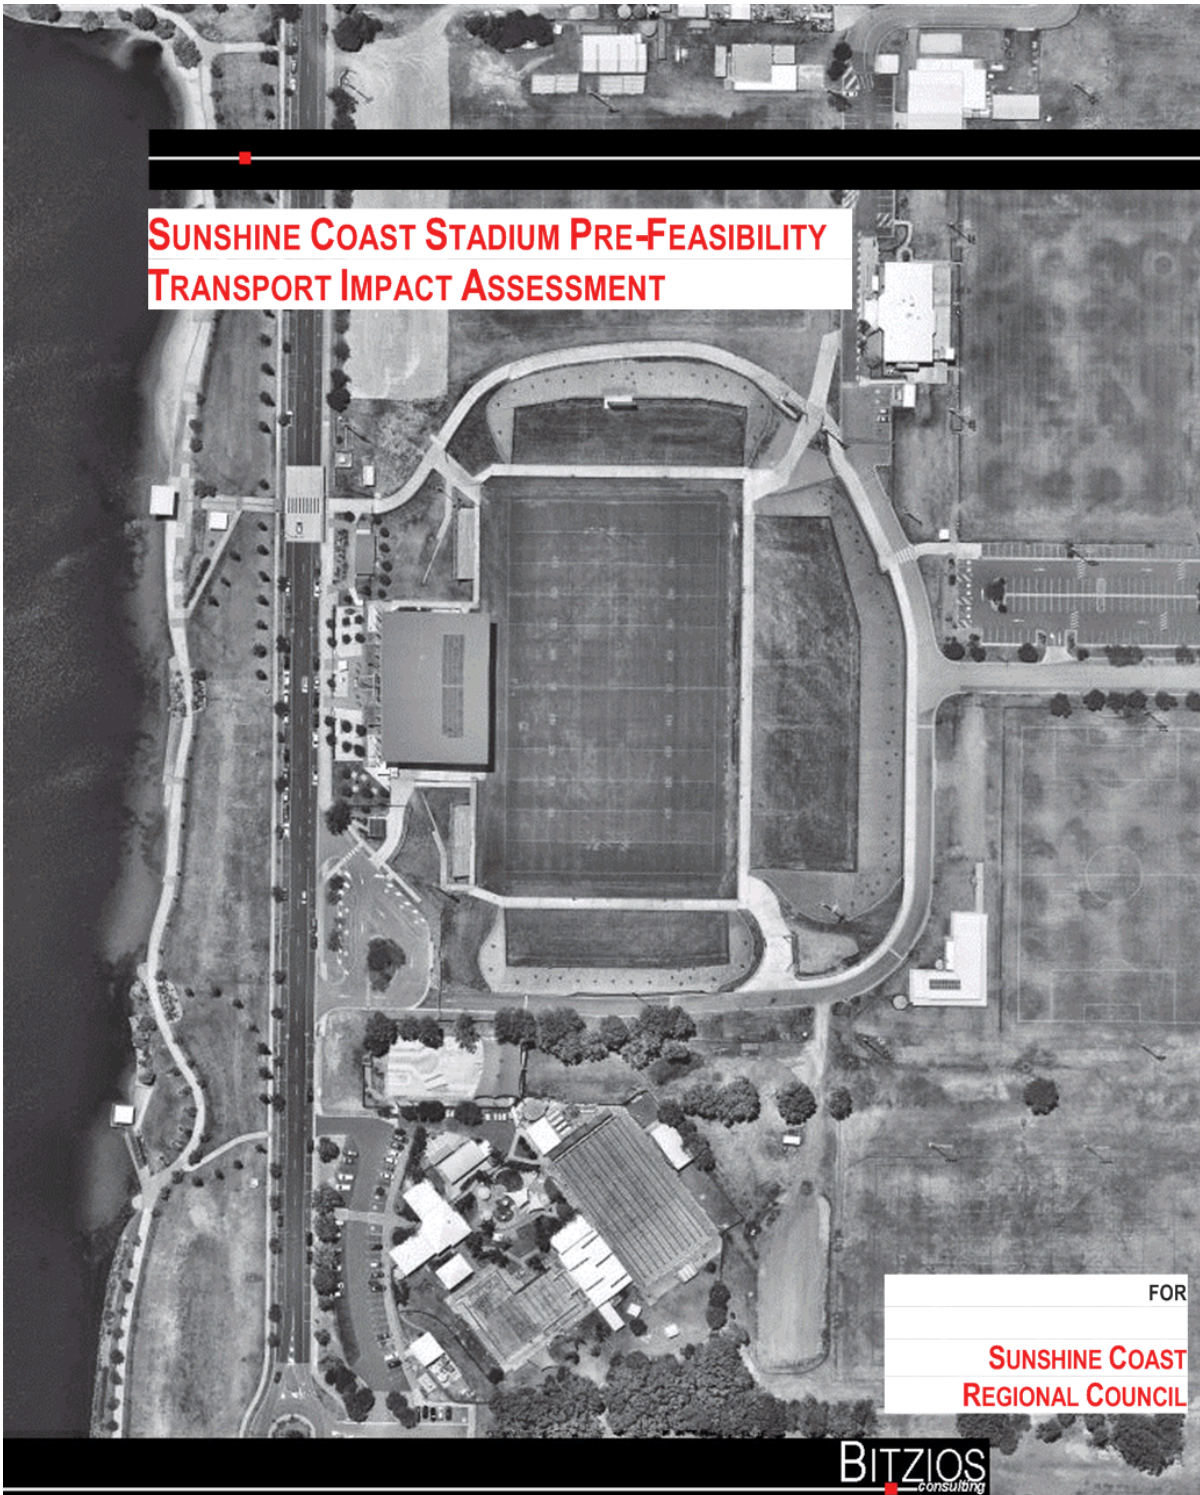 SUNSHINE COAST STADIUM PRE-FEASIBILITY
TRANSPORT IMPACT ASSESSMENT
FOR
SUNSHINE COAST
REGIONAL COUNCIL
BITZIOS
consulting